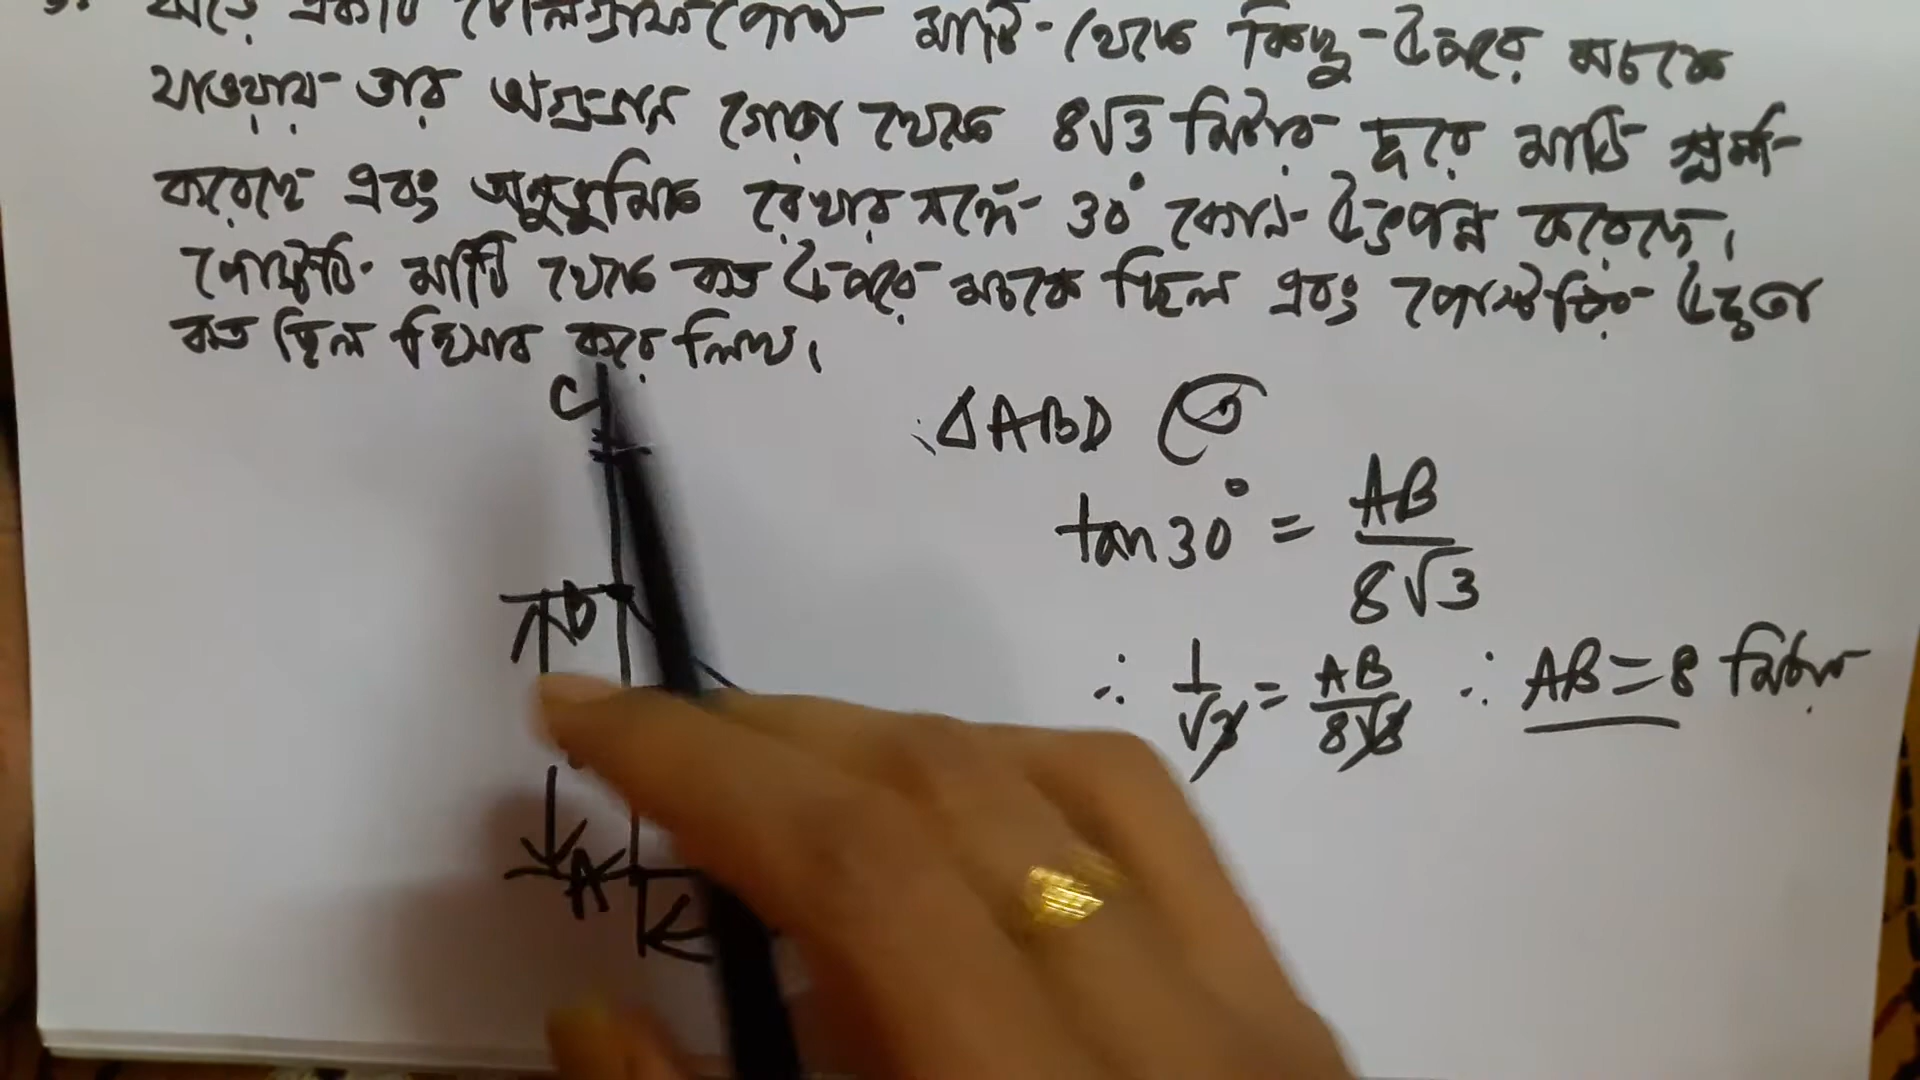 ঝড়ে একটি টেলিগ্রাফপোস্ট মাটি থেকে কিছু উপরে মচকে
যাওয়ায় তার অগ্রভাগ গোড়া থেকে 8√3 মিটার দূরে মাটি স্পর্শ
করেছে এবং অনুভূমিক রেখার সঙ্গে 30° কোণ উৎপন্ন করেছে।
পোস্টটি মাটি থেকে কত উপরে মচকে ছিল এবং পোস্টটির উচ্চতা
কত ছিল হিসাব করে লিখ।
C
ΔABD তে
tan30° = AB/8√3
B
∴ 1/√3 = AB/8√3 ∴ AB = 8 মিটার
A